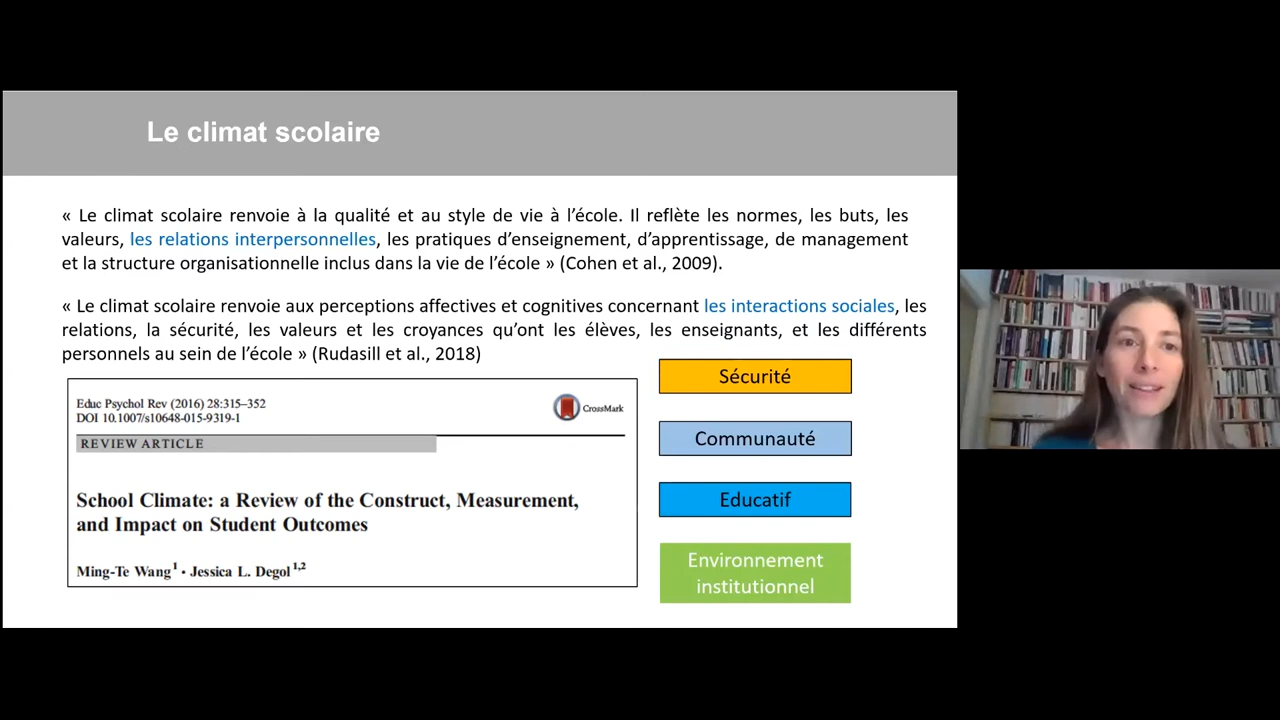 Le climat scolaire
« Le climat scolaire renvoie à la qualité et au style de vie à l'école. Il reflète les normes, les buts, les
valeurs, les relations interpersonnelles, les pratiques d'enseignement, d'apprentissage, de management
et la structure organisationnelle inclus dans la vie de l'école » (Cohen et al., 2009).
« Le climat scolaire renvoie aux perceptions affectives et cognitives concernant les interactions sociales, les
relations, la sécurité, les valeurs et les croyances qu'ont les élèves, les enseignants, et les différents
personnels au sein de l'école » (Rudasill et al., 2018)
Educ Psychol Rev (2016) 28:315–352
DOI 10.1007/s10648-015-9319-1
CrossMark
REVIEW ARTICLE
School Climate: a Review of the Construct, Measurement,
and Impact on Student Outcomes
Ming-Te Wang1 • Jessica L. Degol1,2
Sécurité
Communauté
Educatif
Environnement
institutionnel